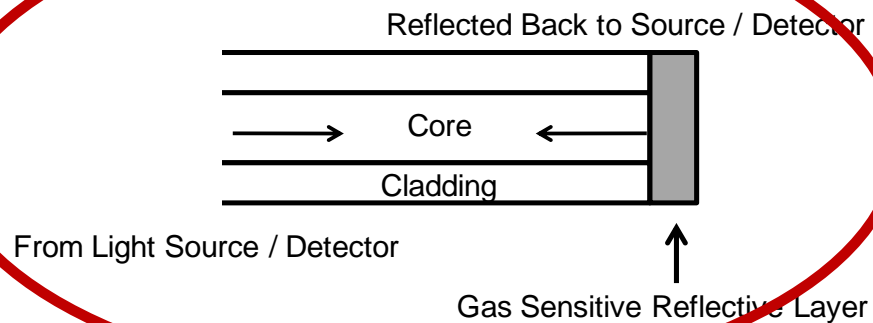 Reflected Back to Source / Detector
Core
Cladding
From Light Source / Detector
Gas Sensitive Reflective Layer